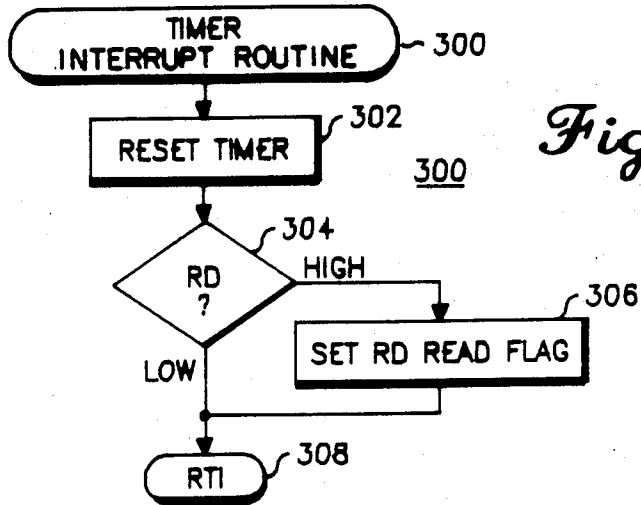 TIMER
INTERRUPT ROUTINE
300
302
RESET TIMER
Fig
300
304
RD
?
HIGH
306
SET RD READ FLAG
LOW
308
RTI